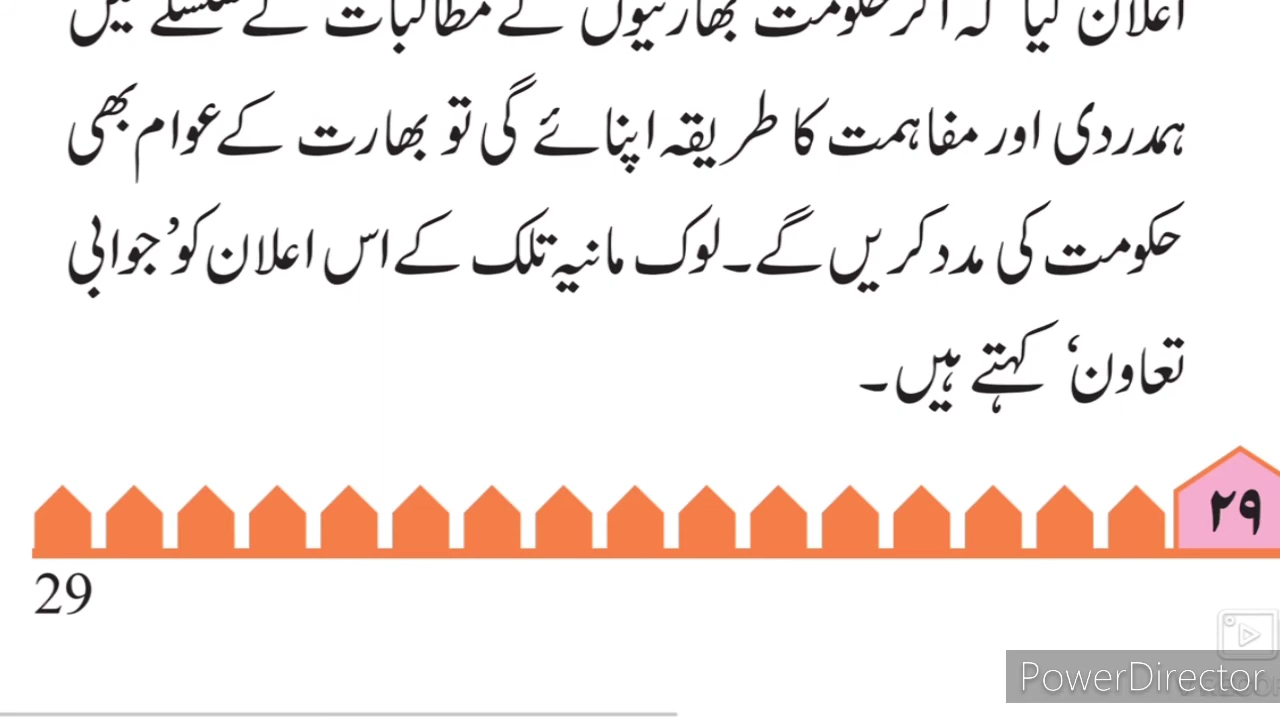 اعلان کیا کہ اگر حکومت بھارتیوں کے مطالبات کے سلسلے میں
ہمدردی اور مفاہمت کا طریقہ اپنائے گی تو بھارت کے عوام بھی
حکومت کی مدد کریں گے۔ لوک مانیہ تلک کے اس اعلان کو ’جوابی
تعاون‘ کہتے ہیں۔
۲۹
29
PowerDirector